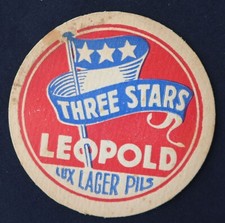 THREE STARS
LEOPOLD
LUX LAGER PILS